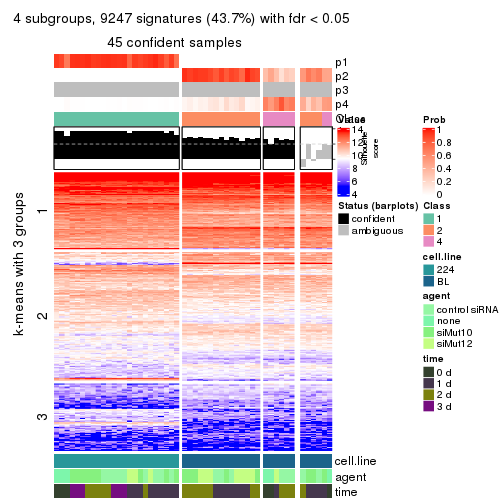 4 subgroups, 9247 signatures (43.7%) with fdr < 0.05
45 confident samples
p1
p2
p3
p4
Class
Silhouette
score
k-means with 3 groups
1
2
3
Value
14
12
10
8
6
4
Status (barplots)
confident
ambiguous
Prob
1
0.8
0.6
0.4
0.2
0
Class
1
2
4
cell.line
224
BL
agent
control siRNA
none
siMut10
siMut12
time
0 d
1 d
2 d
3 d
cell.line
agent
time